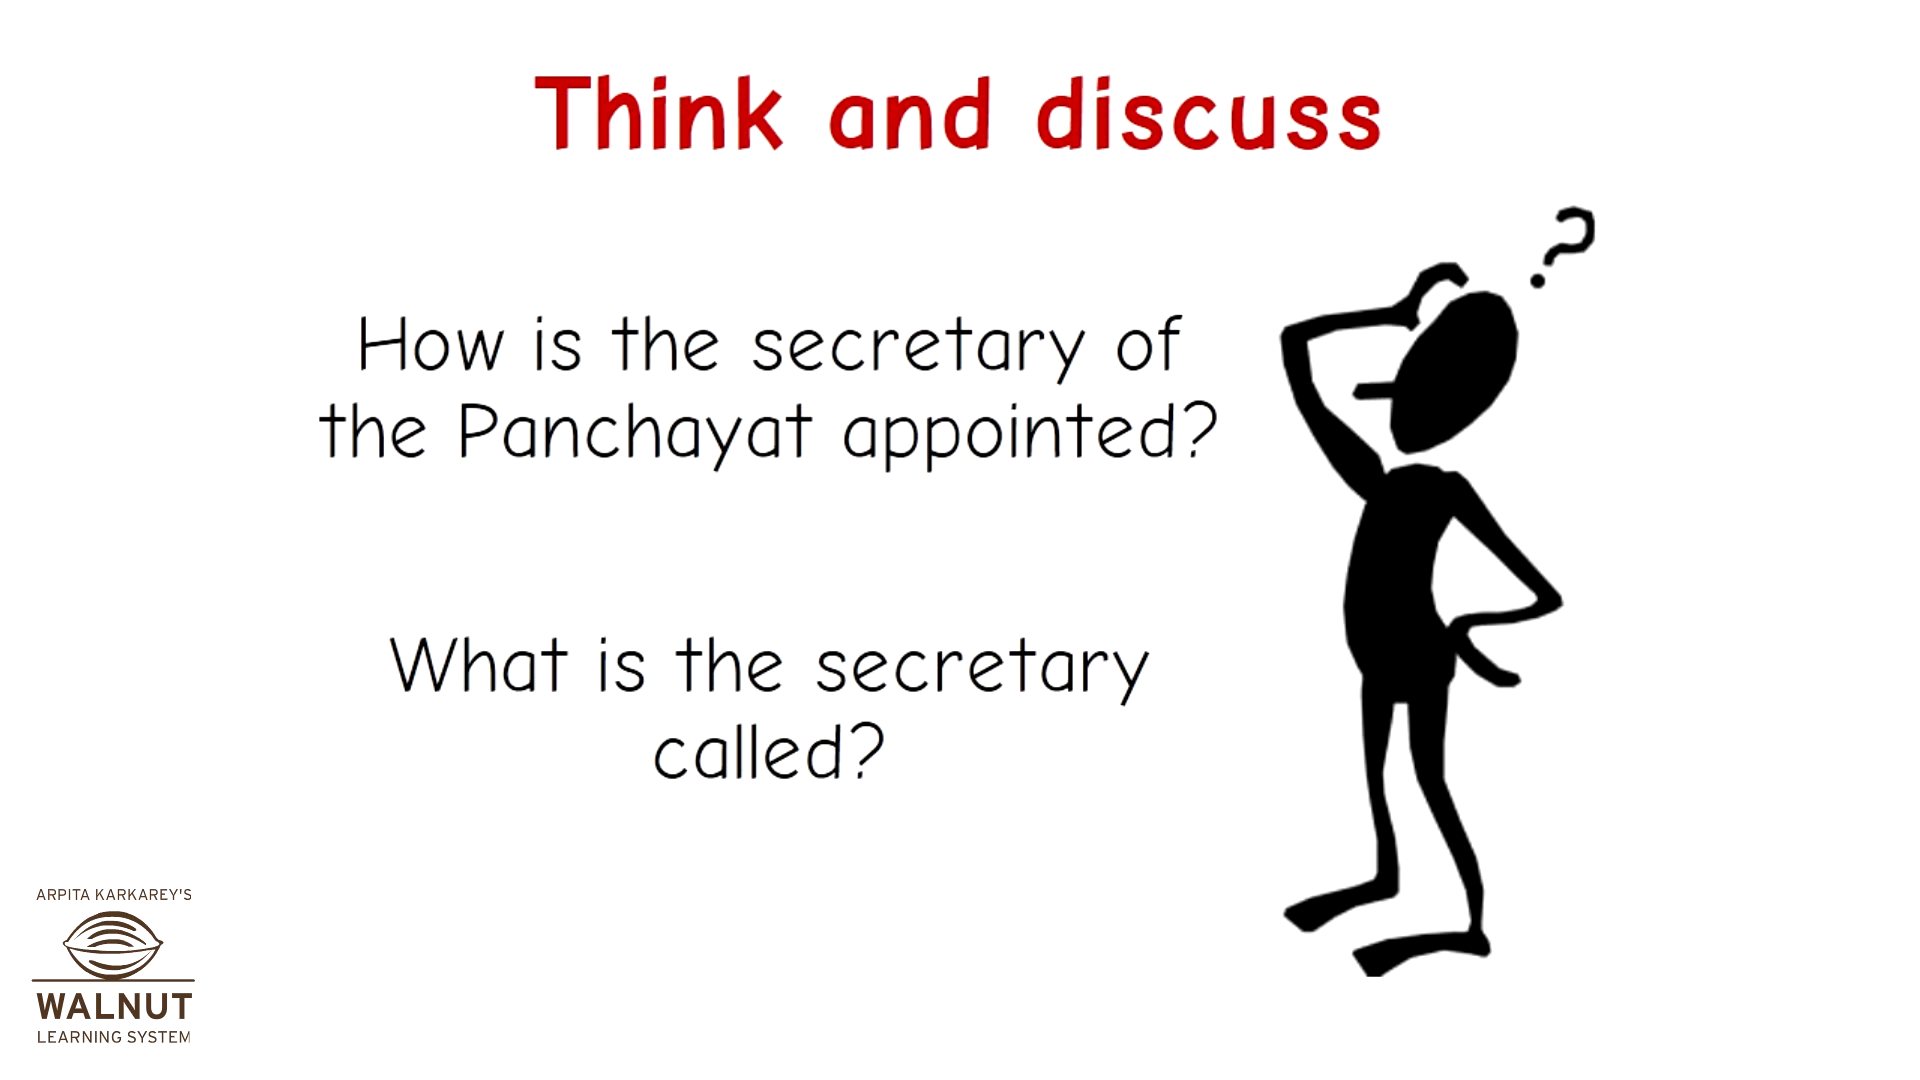 Think and discuss
How is the secretary of
the Panchayat appointed?
What is the secretary
called?
?
ARPITA KARKAREY'S
WALNUT
LEARNING SYSTEM